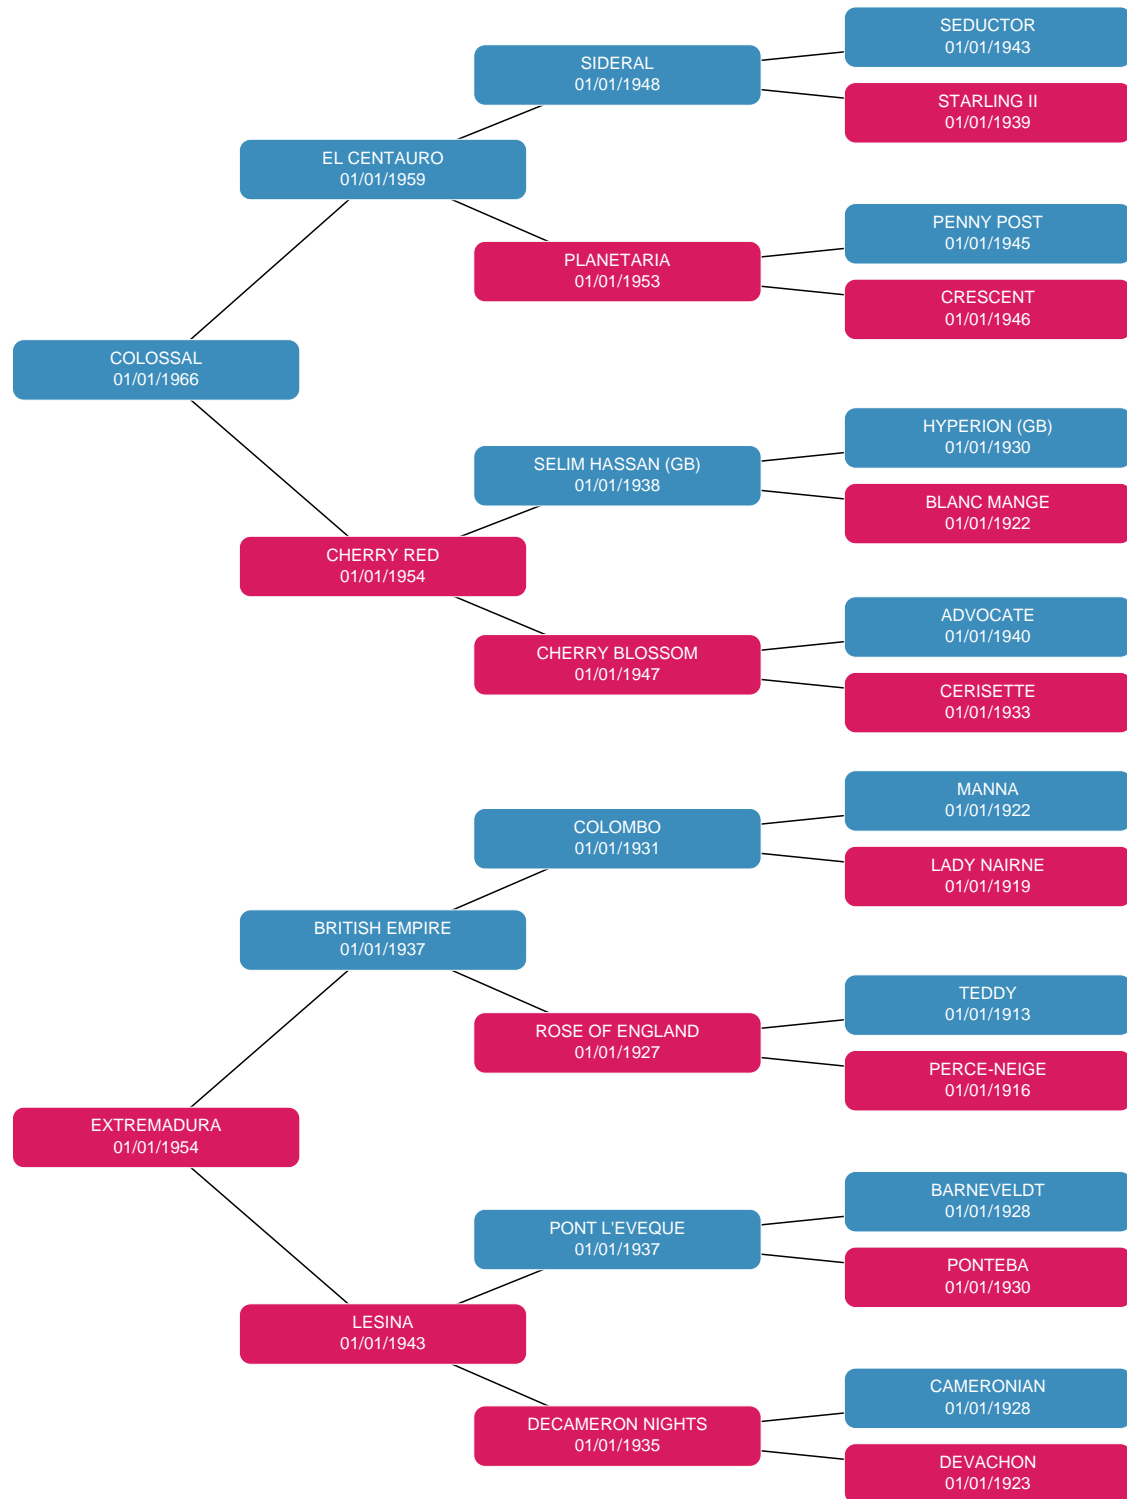 SEDUCTOR
01/01/1943
SIDERAL
01/01/1948
STARLING II
01/01/1939
EL CENTAURO
01/01/1959
PENNY POST
01/01/1945
PLANETARIA
01/01/1953
CRESCENT
01/01/1946
COLOSSAL
01/01/1966
HYPERION (GB)
01/01/1930
SELIM HASSAN (GB)
01/01/1938
BLANC MANGE
01/01/1922
CHERRY RED
01/01/1954
ADVOCATE
01/01/1940
CHERRY BLOSSOM
01/01/1947
CERISETTE
01/01/1933
MANNA
01/01/1922
COLOMBO
01/01/1931
LADY NAIRNE
01/01/1919
BRITISH EMPIRE
01/01/1937
TEDDY
01/01/1913
ROSE OF ENGLAND
01/01/1927
PERCE-NEIGE
01/01/1916
EXTREMADURA
01/01/1954
BARNEVELDT
01/01/1928
PONT L'EVEQUE
01/01/1937
PONTEBA
01/01/1930
LESINA
01/01/1943
CAMERONIAN
01/01/1928
DECAMERON NIGHTS
01/01/1935
DEVACHON
01/01/1923